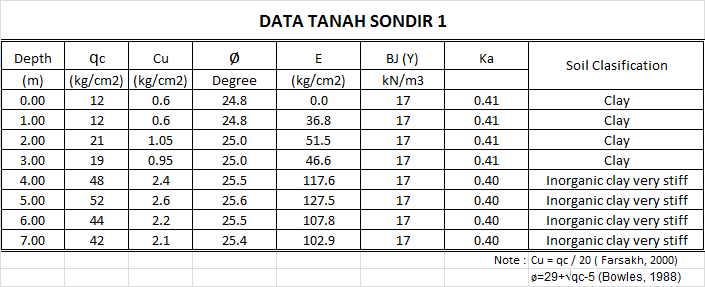 DATA TANAH SONDIR 1
Depth qc Cu Ø E BJ (Y) Ka Soil Clasification
(m) (kg/cm2) (kg/cm2) Degree (kg/cm2) kN/m3
0.00 12 0.6 24.8 0.0 17 0.41 Clay
1.00 12 0.6 24.8 36.8 17 0.41 Clay
2.00 21 1.05 25.0 51.5 17 0.41 Clay
3.00 19 0.95 25.0 46.6 17 0.41 Clay
4.00 48 2.4 25.5 117.6 17 0.40 Inorganic clay very stiff
5.00 52 2.6 25.6 127.5 17 0.40 Inorganic clay very stiff
6.00 44 2.2 25.5 107.8 17 0.40 Inorganic clay very stiff
7.00 42 2.1 25.4 102.9 17 0.40 Inorganic clay very stiff
Note : Cu = qc / 20 ( Farsakh, 2000)
ø=29+√qc-5 (Bowles, 1988)